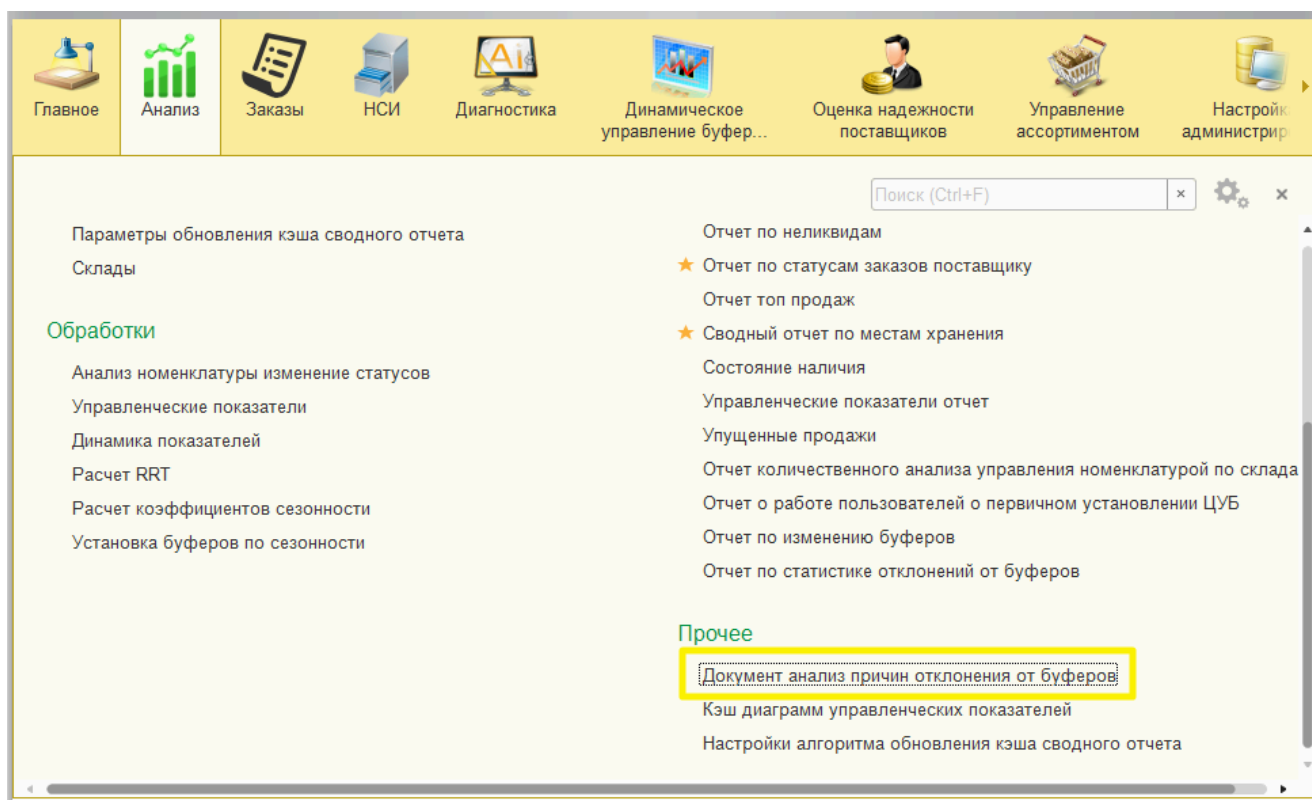 Главное
Анализ
Заказы
НСИ
Диагностика
Динамическое
управление буфер...
Оценка надежности
поставщиков
Управление
ассортиментом
Настройк
администрир
Поиск (Ctrl+F)
Параметры обновления кэша сводного отчета
Склады
Обработки
Анализ номенклатуры изменение статусов
Управленческие показатели
Динамика показателей
Расчет RRT
Расчет коэффициентов сезонности
Установка буферов по сезонности
Отчет по неликвидам
Отчет по статусам заказов поставщику
Отчет топ продаж
Сводный отчет по местам хранения
Состояние наличия
Управленческие показатели отчет
Упущенные продажи
Отчет количественного анализа управления номенклатурой по склада
Отчет о работе пользователей о первичном установлении ЦУБ
Отчет по изменению буферов
Отчет по статистике отклонений от буферов
Прочее
Документ анализ причин отклонения от буферов
Кэш диаграмм управленческих показателей
Настройки алгоритма обновления кэша сводного отчета